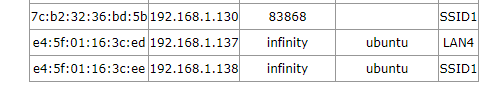 7c:b2:32:36:bd:5b 192.168.1.130 83868 SSID1
e4:5f:01:16:3c:ed 192.168.1.137 infinity ubuntu LAN4
e4:5f:01:16:3c:ee 192.168.1.138 infinity ubuntu SSID1